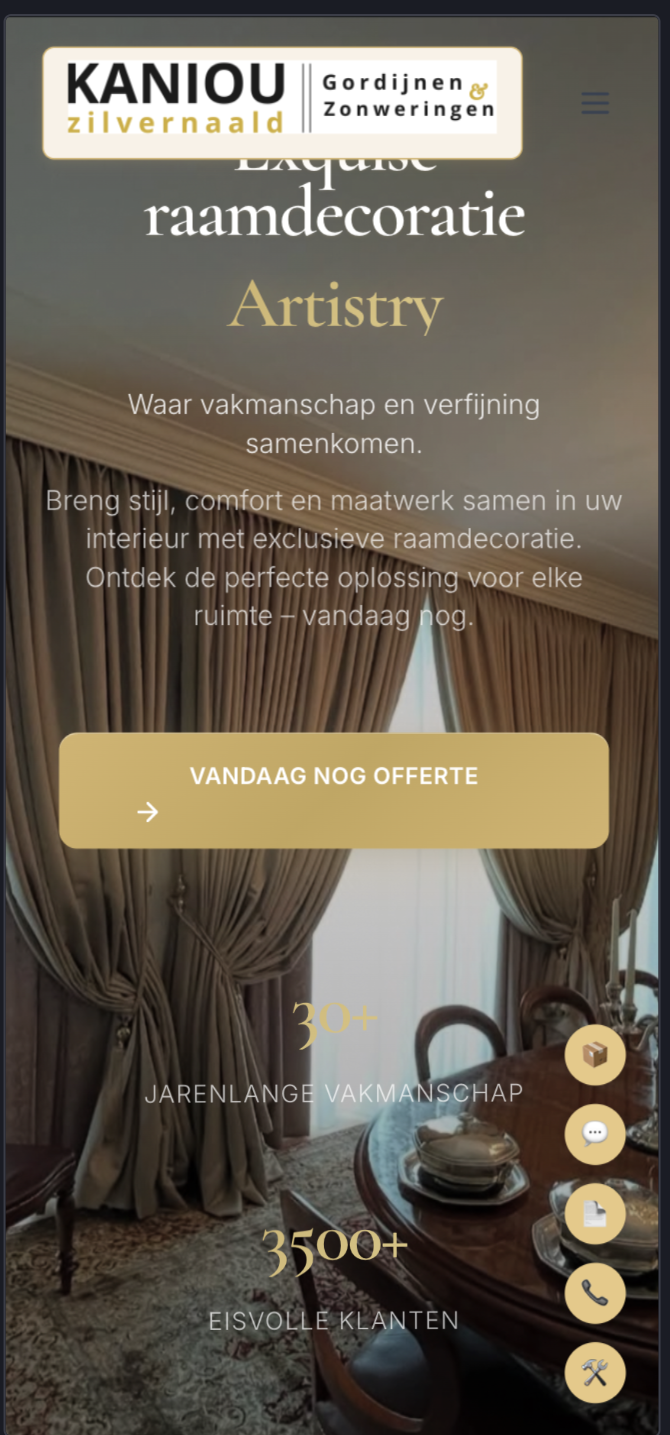 KANIOU
zilvernaald
Gordijnen &
Zonweringen
Exquise
raamdecoratie
Artistry
Waar vakmanschap en verfijning
samenkomen.
Breng stijl, comfort en maatwerk samen in uw
interieur met exclusieve raamdecoratie.
Ontdek de perfecte oplossing voor elke
ruimte – vandaag nog.
VANDAAG NOG OFFERTE
→
30+
JARENLANGE VAKMANSCHAP
3500+
EISVOLLE KLANTEN